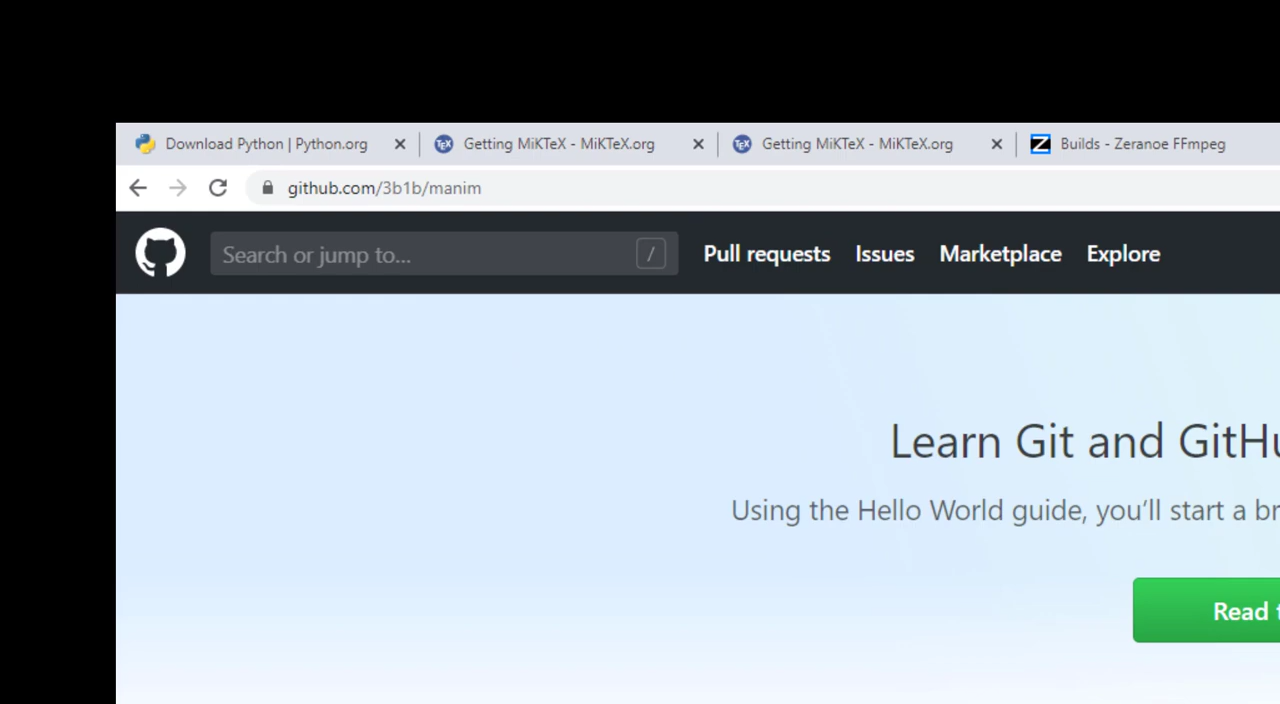 Download Python | Python.org
Getting MiKTeX - MiKTeX.org
Getting MiKTeX - MiKTeX.org
Builds - Zeranoe FFmpeg
github.com/3b1b/manim
Search or jump to...
/
Pull requests
Issues
Marketplace
Explore
Learn Git and GitHu
Using the Hello World guide, you’ll start a br
Read t